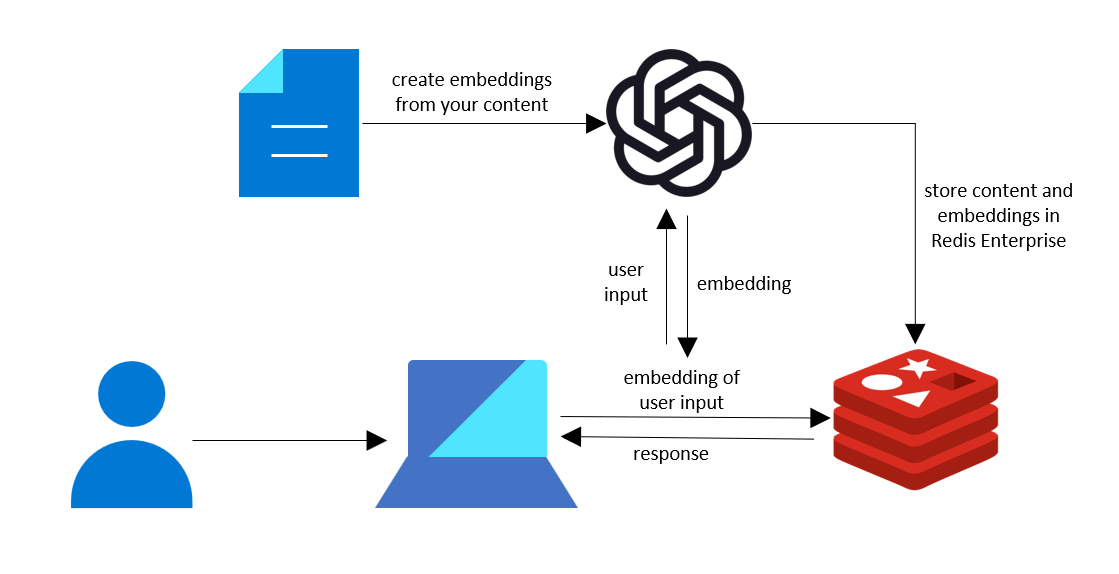 create embeddings
from your content
store content and
embeddings in
Redis Enterprise
user
input
embedding
embedding of
user input
response